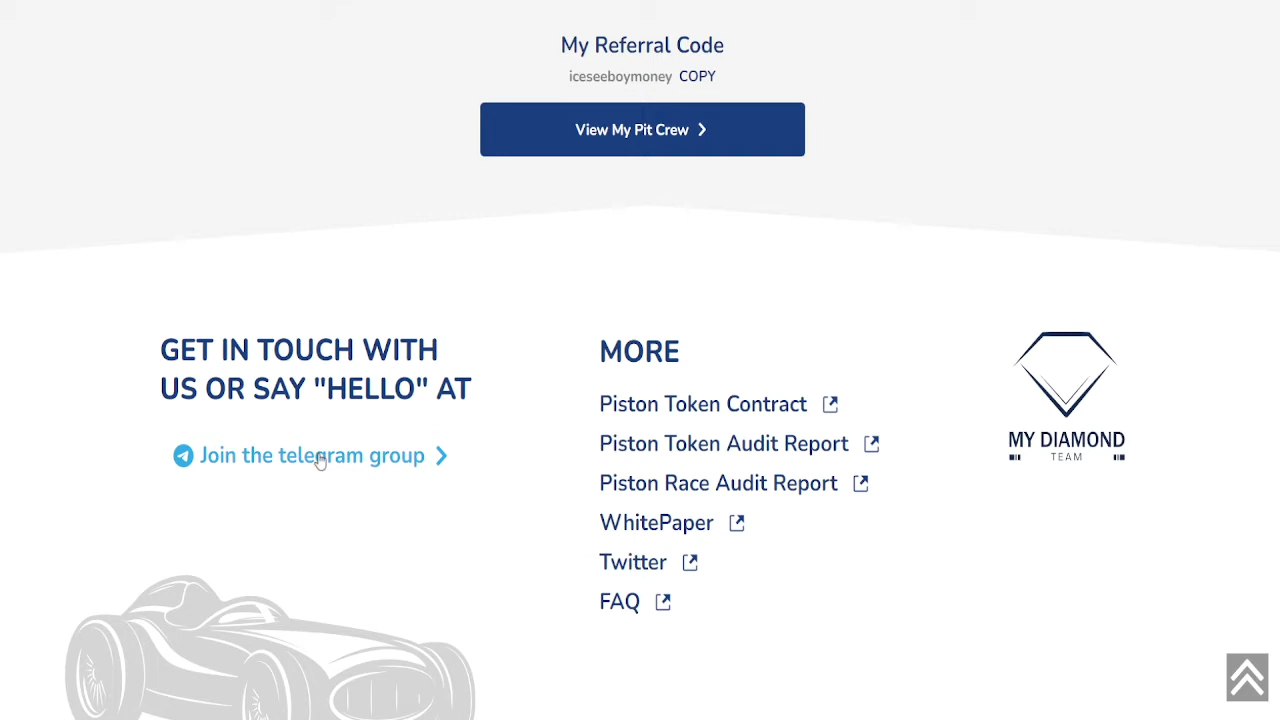 My Referral Code
iceseeboymoney COPY
View My Pit Crew
GET IN TOUCH WITH
US OR SAY "HELLO" AT
Join the telegram group
MORE
Piston Token Contract
Piston Token Audit Report
Piston Race Audit Report
WhitePaper
Twitter
FAQ
MY DIAMOND
TEAM